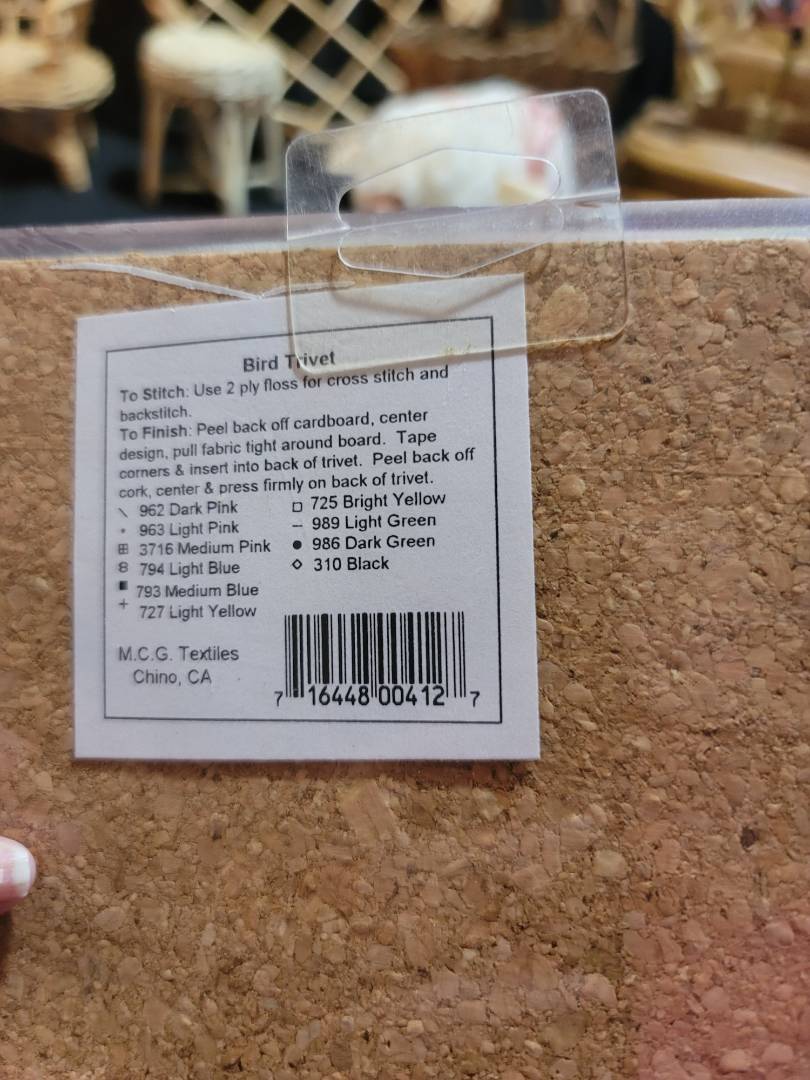 Bird Trivet
To Stitch: Use 2 ply floss for cross stitch and
backstitch.
To Finish: Peel back off cardboard, center
design, pull fabric tight around board. Tape
corners & insert into back of trivet. Peel back off
cork, center & press firmly on back of trivet.
962 Dark Pink
963 Light Pink
3716 Medium Pink
794 Light Blue
793 Medium Blue
727 Light Yellow
725 Bright Yellow
989 Light Green
986 Dark Green
310 Black
M.C.G. Textiles
Chino, CA
7 16448 00412 7